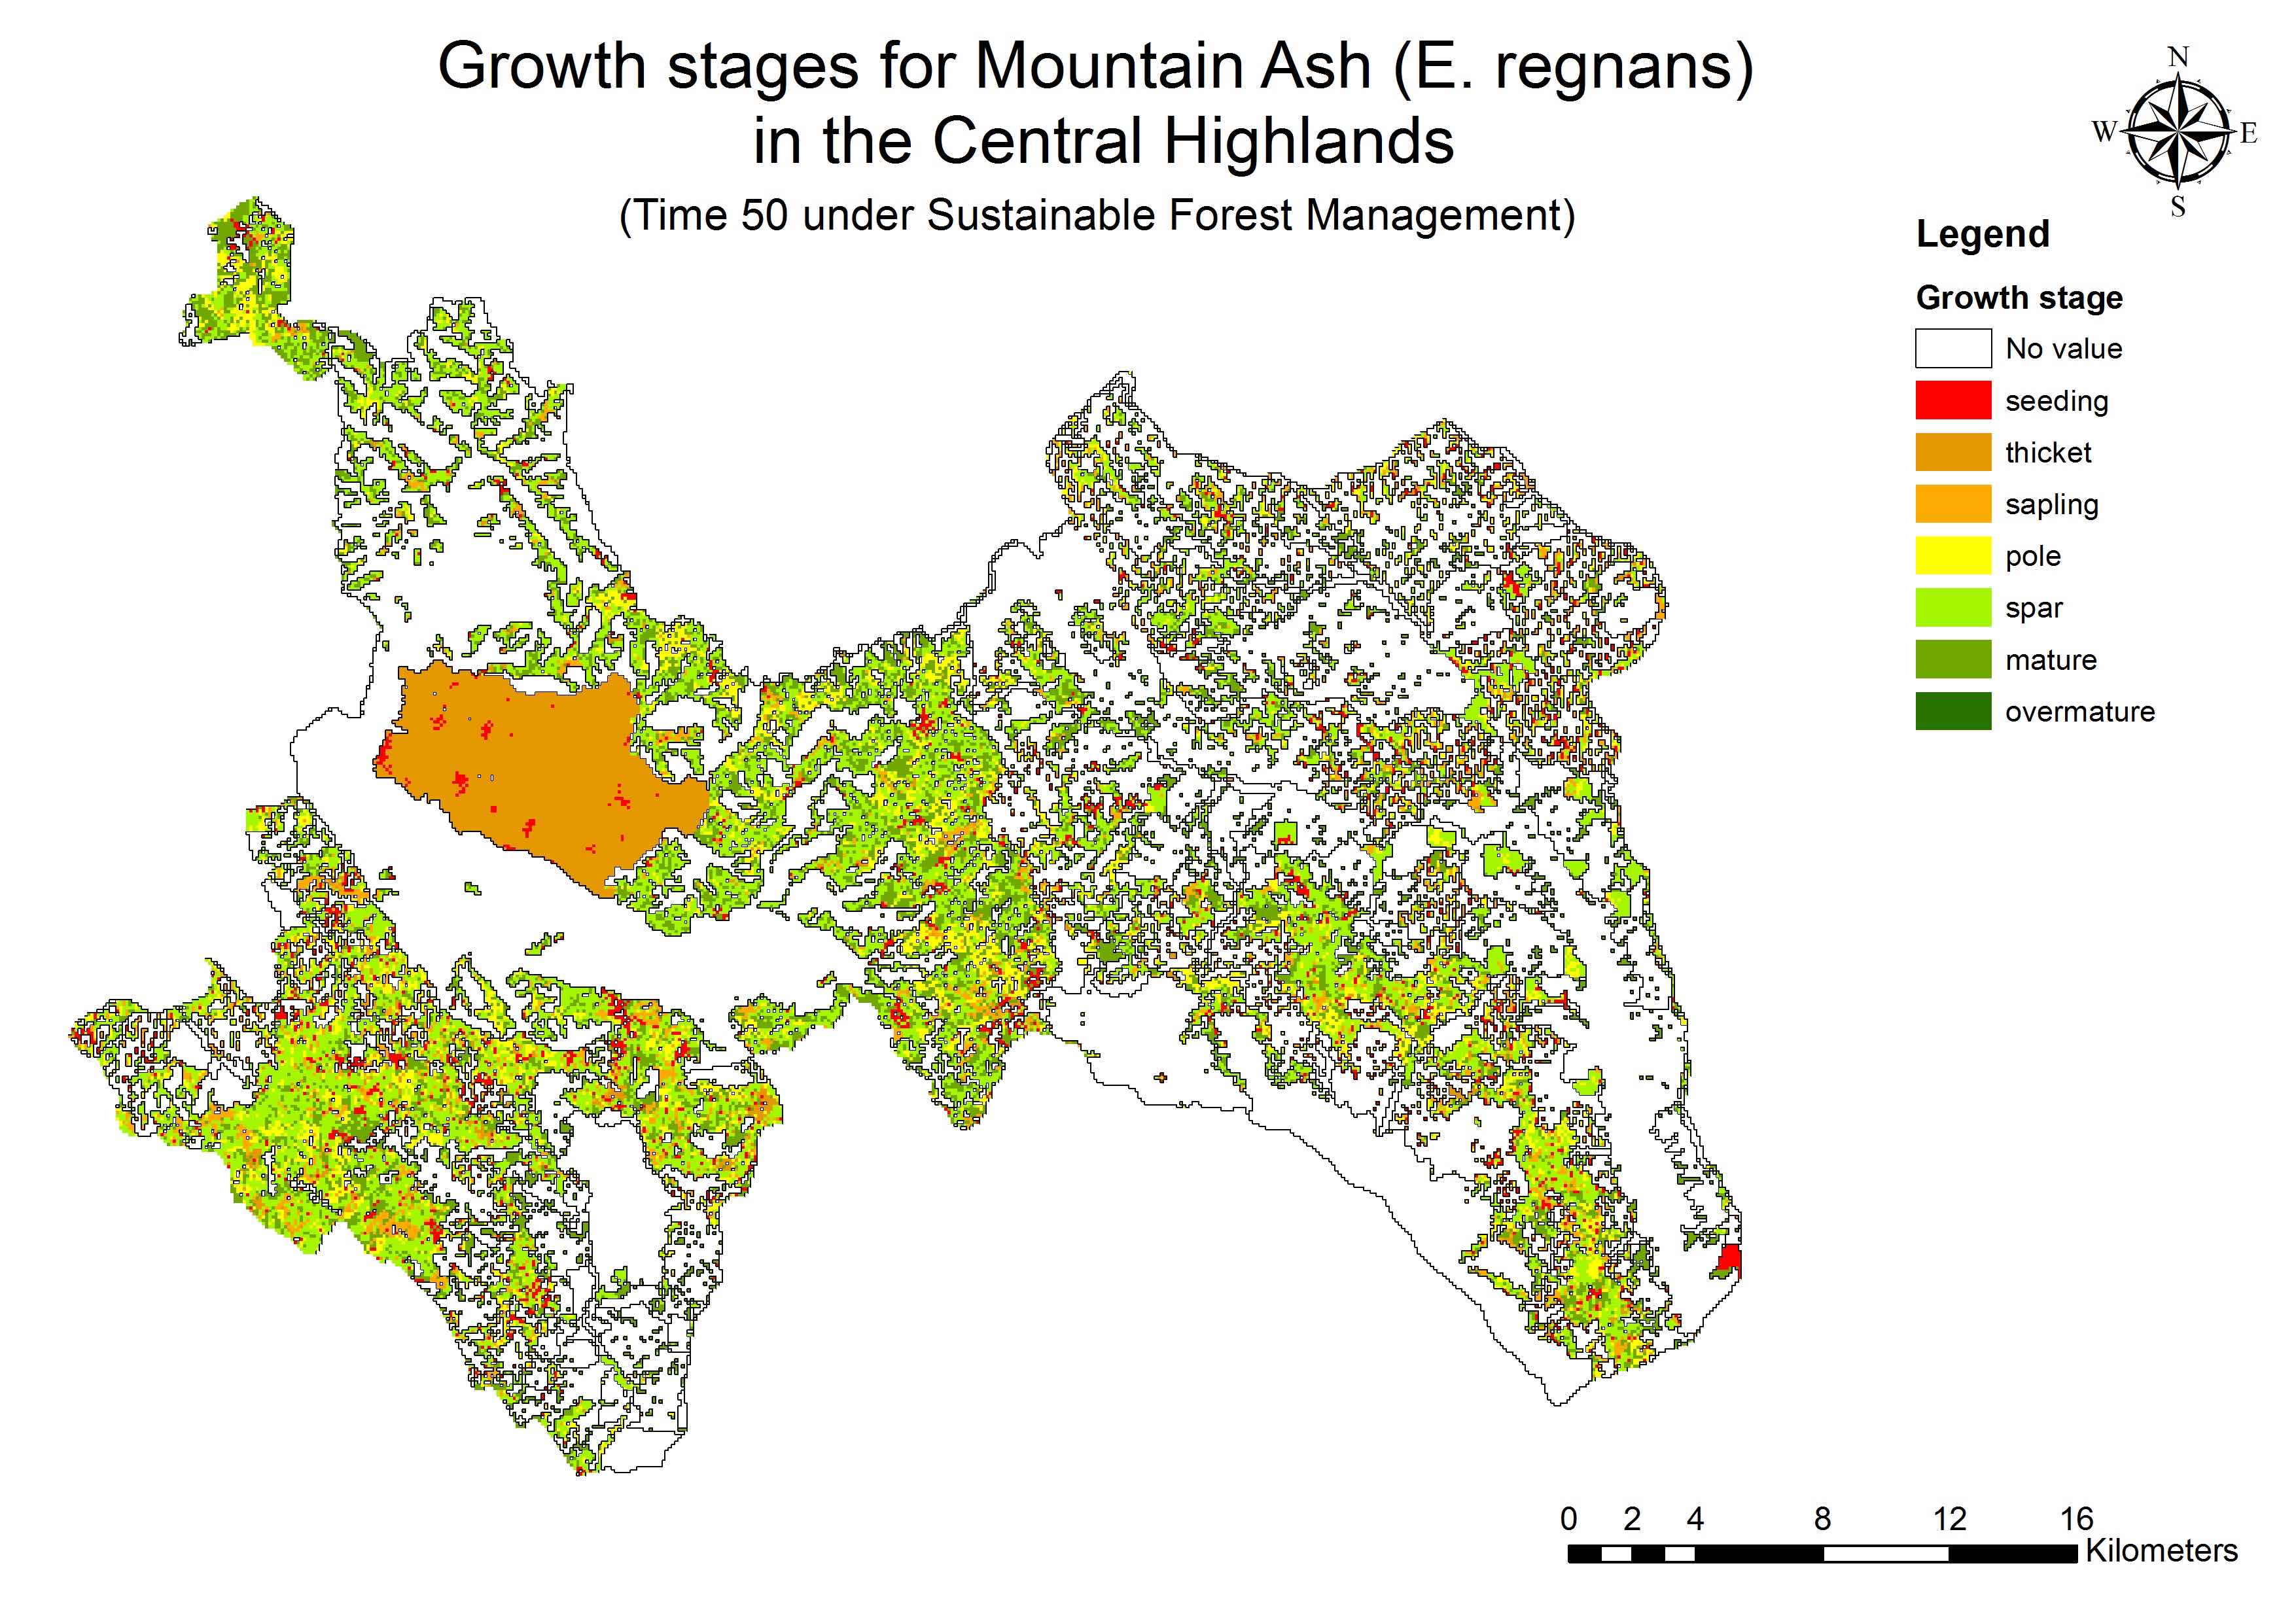 Growth stages for Mountain Ash (E. regnans)
in the Central Highlands
(Time 50 under Sustainable Forest Management)
N
W E
S
Legend
Growth stage
No value
seeding
thicket
sapling
pole
spar
mature
overmature
0 2 4 8 12 16
Kilometers